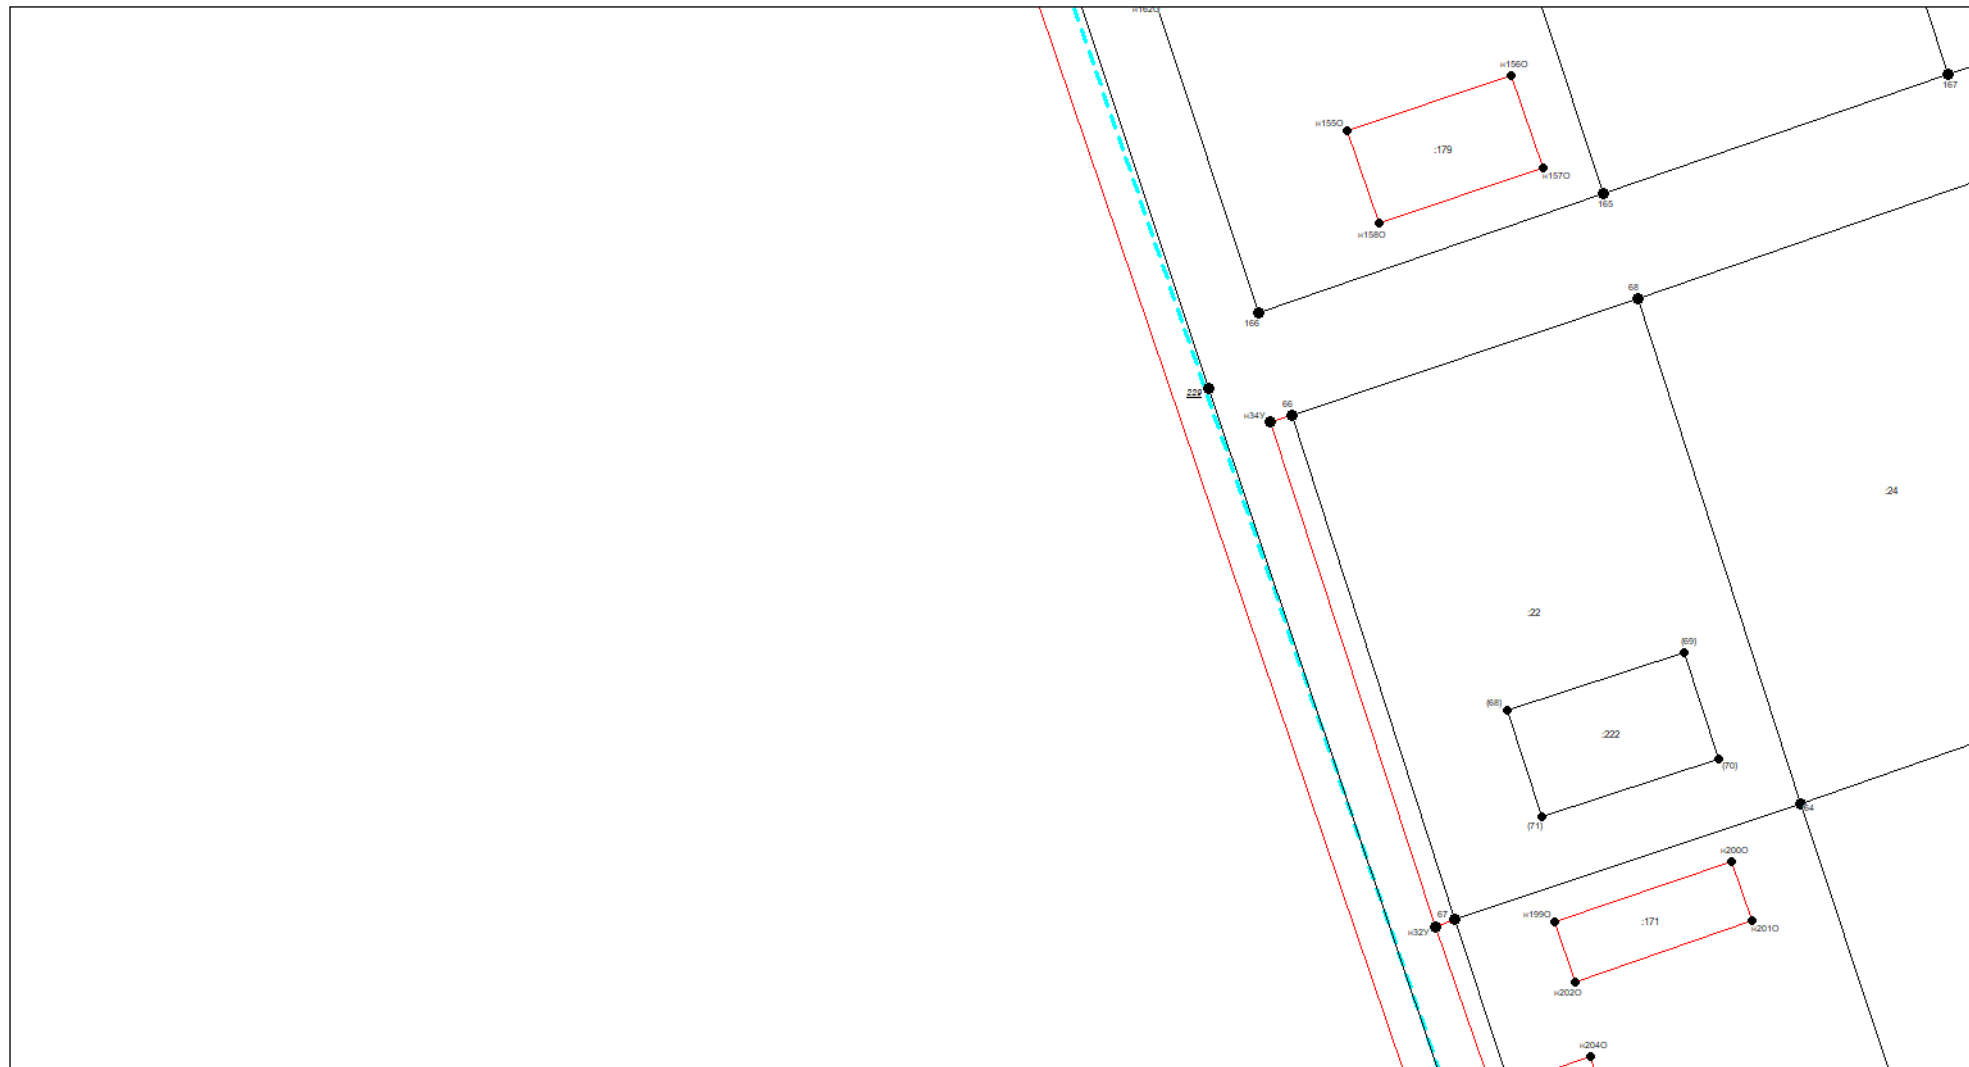 н162О
н156О
167
н155О
:179
н157О
165
н158О
68
166
66
н34У
:24
:22
(69)
(68)
:222
(70)
64
(71)
н200О
67
н199О
:171
н32У
н201О
н202О
н204О